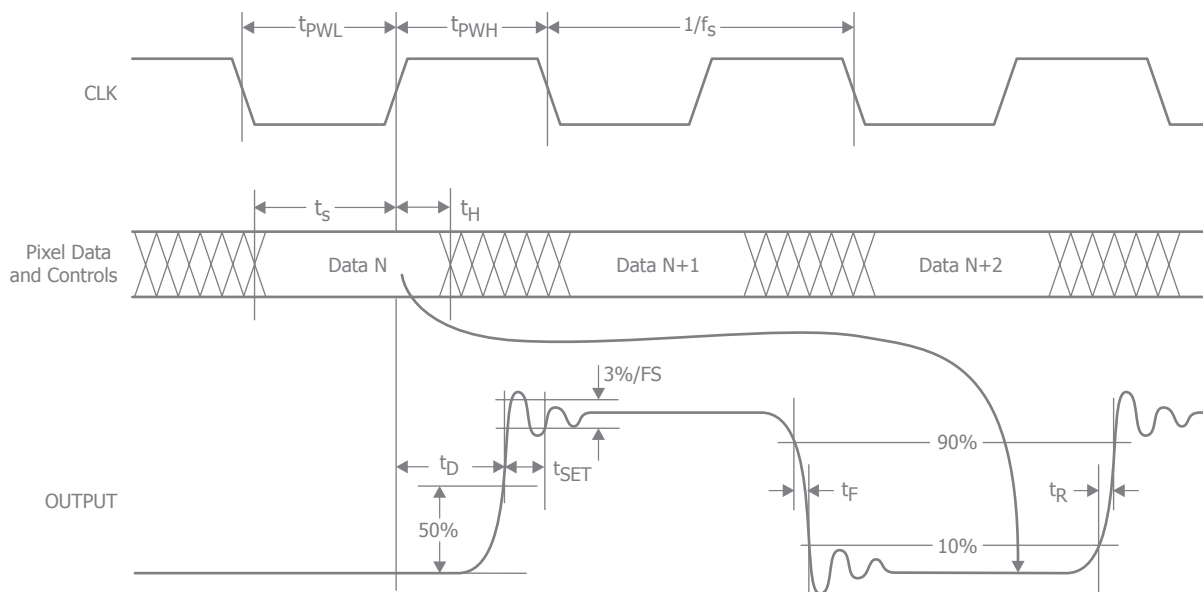 tPWL
tPWH
1/fS
CLK
tS
tH
Pixel Data
and Controls
Data N
Data N+1
Data N+2
3%/FS
90%
tD
tSET
tF
tR
OUTPUT
50%
10%